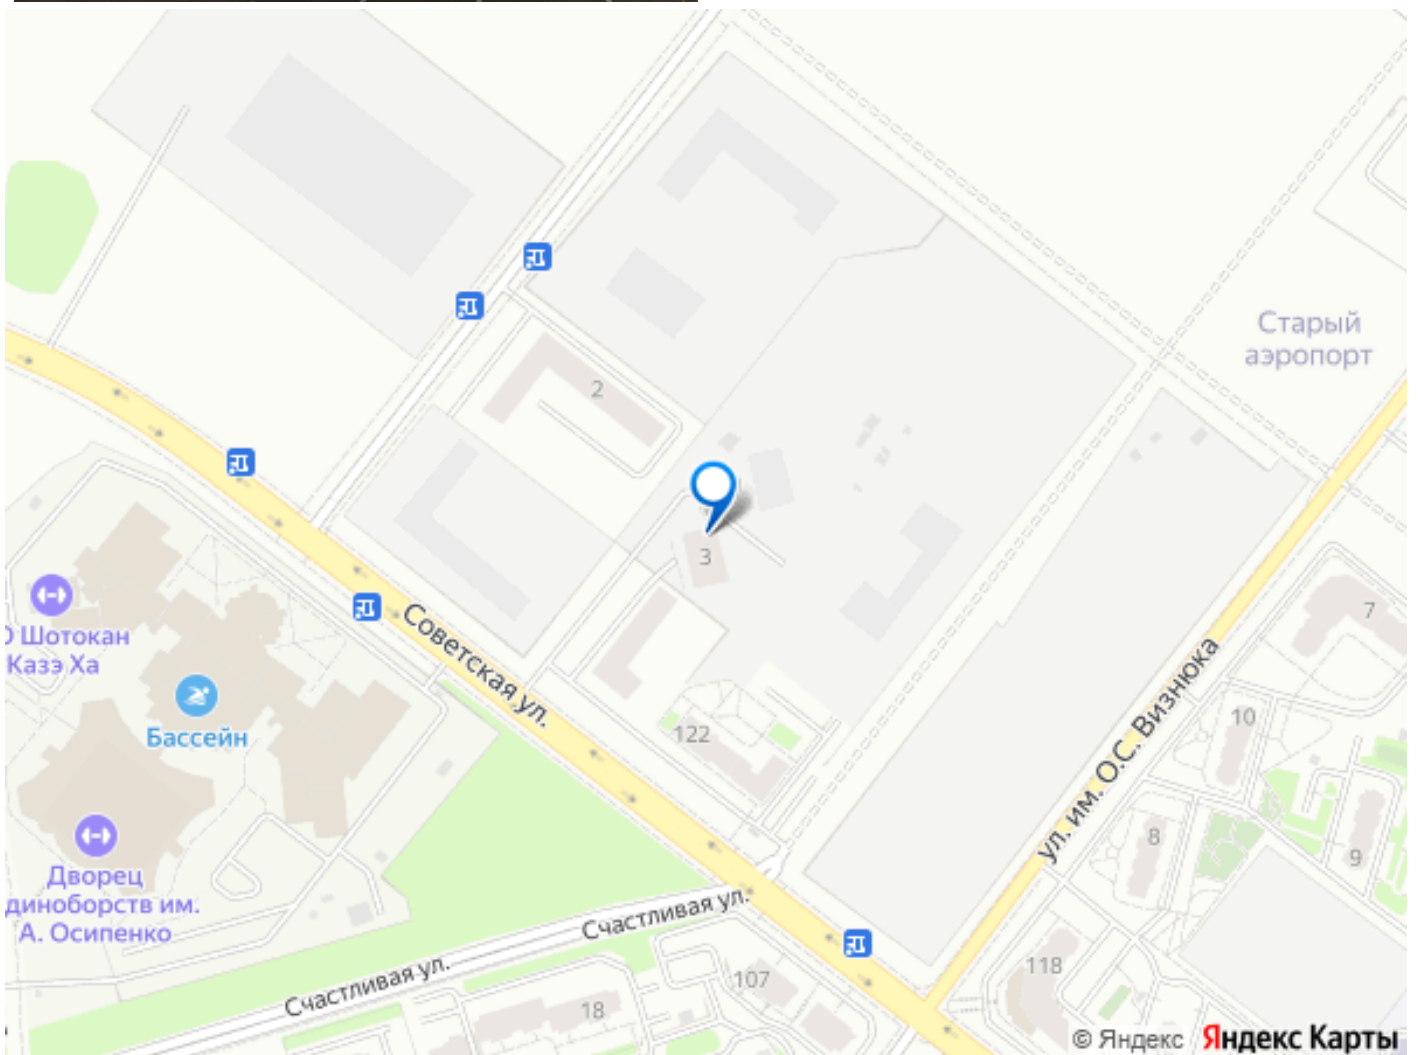 Старый
аэропорт
2
3
Советская ул.
Шотокан
Казэ Ха
Бассейн
122
7
10
ул. им. О.С. Визнюка
8
9
Дворец
диноборств им.
А. Осипенко
Счастливая ул.
Счастливая ул.
107
118
18
© Яндекс Яндекс Карты